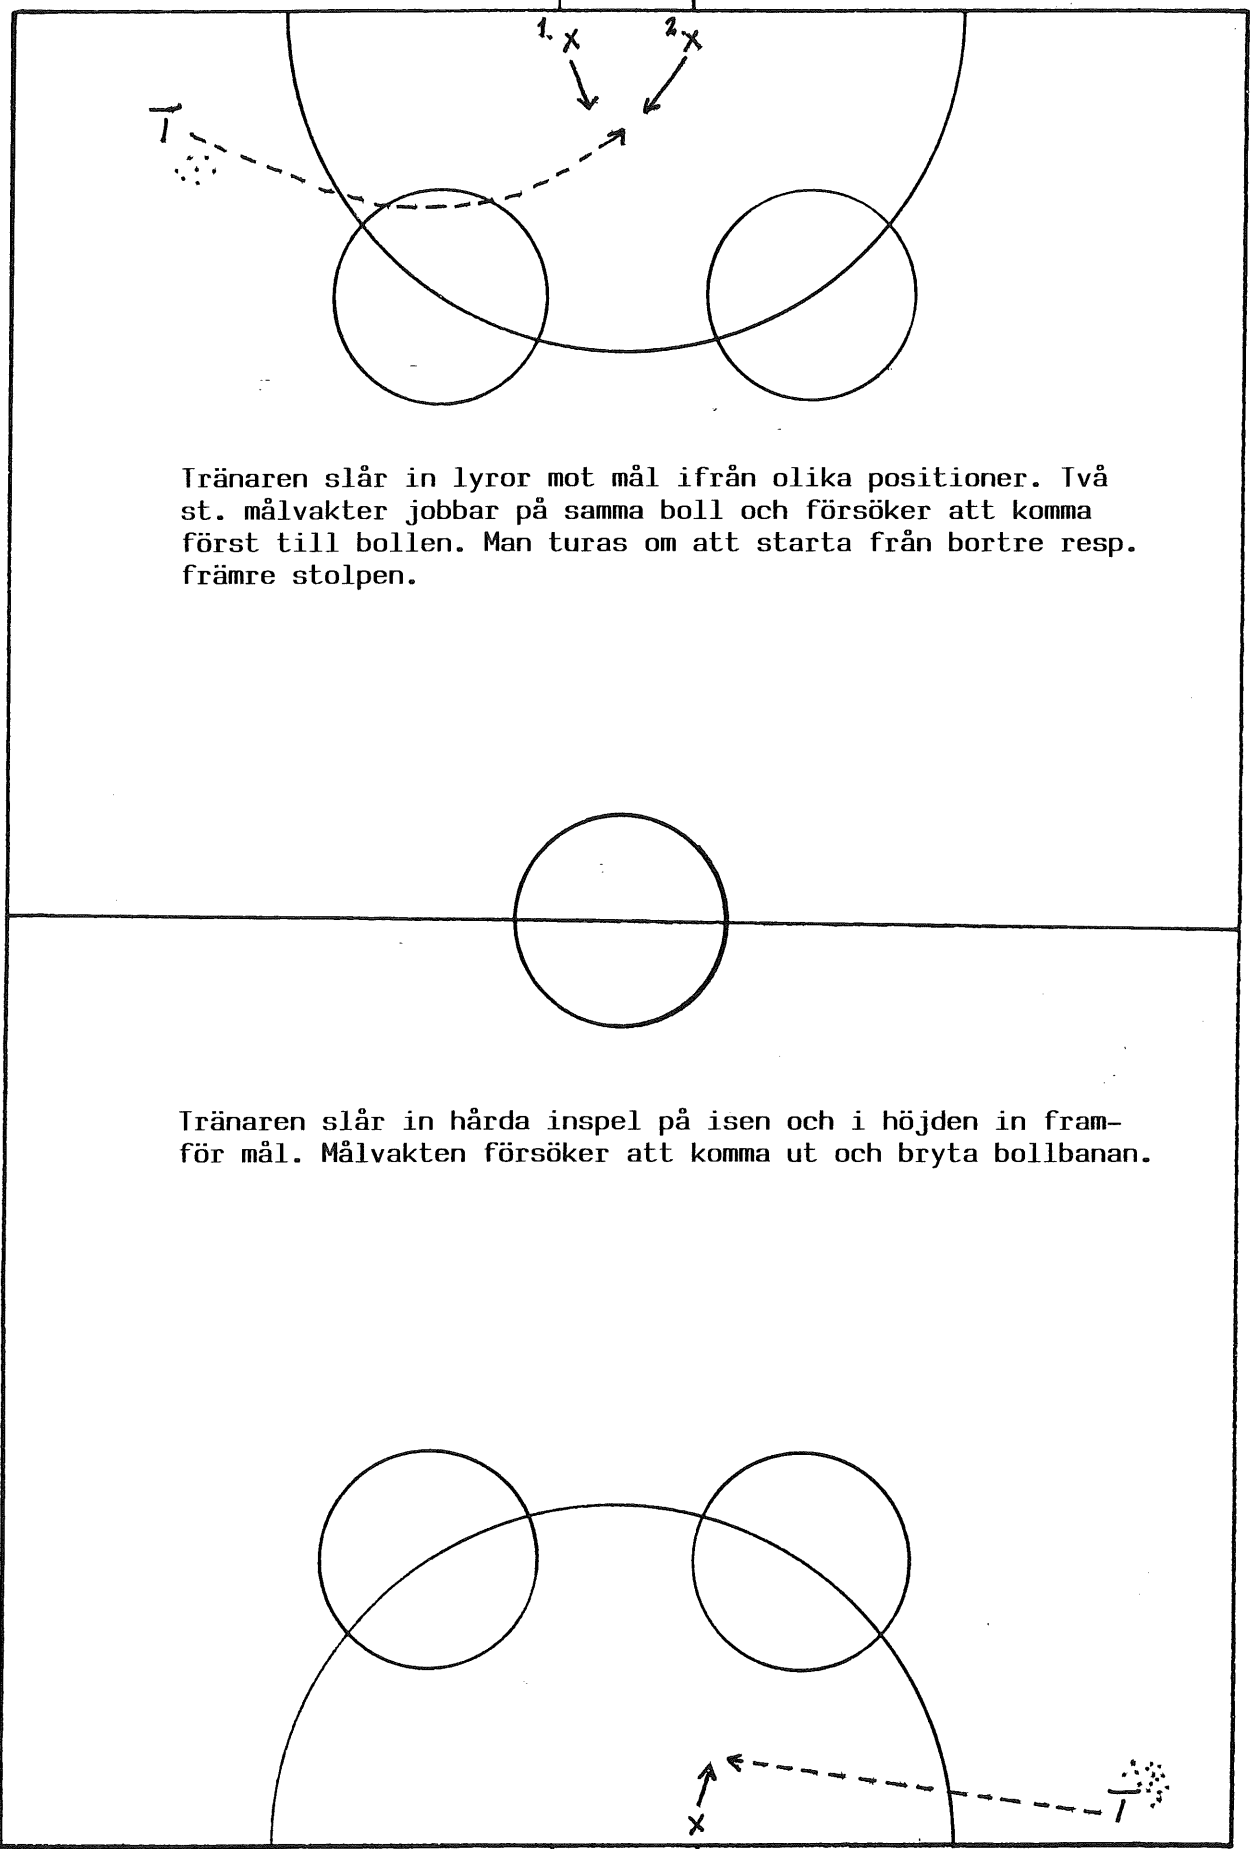 1. X 2. X
T
Tränaren slår in lyror mot mål ifrån olika positioner. Två
st. målvakter jobbar på samma boll och försöker att komma
först till bollen. Man turas om att starta från bortre resp.
främre stolpen.
Tränaren slår in hårda inspel på isen och i höjden in fram-
för mål. Målvakten försöker att komma ut och bryta bollbanan.
T
X